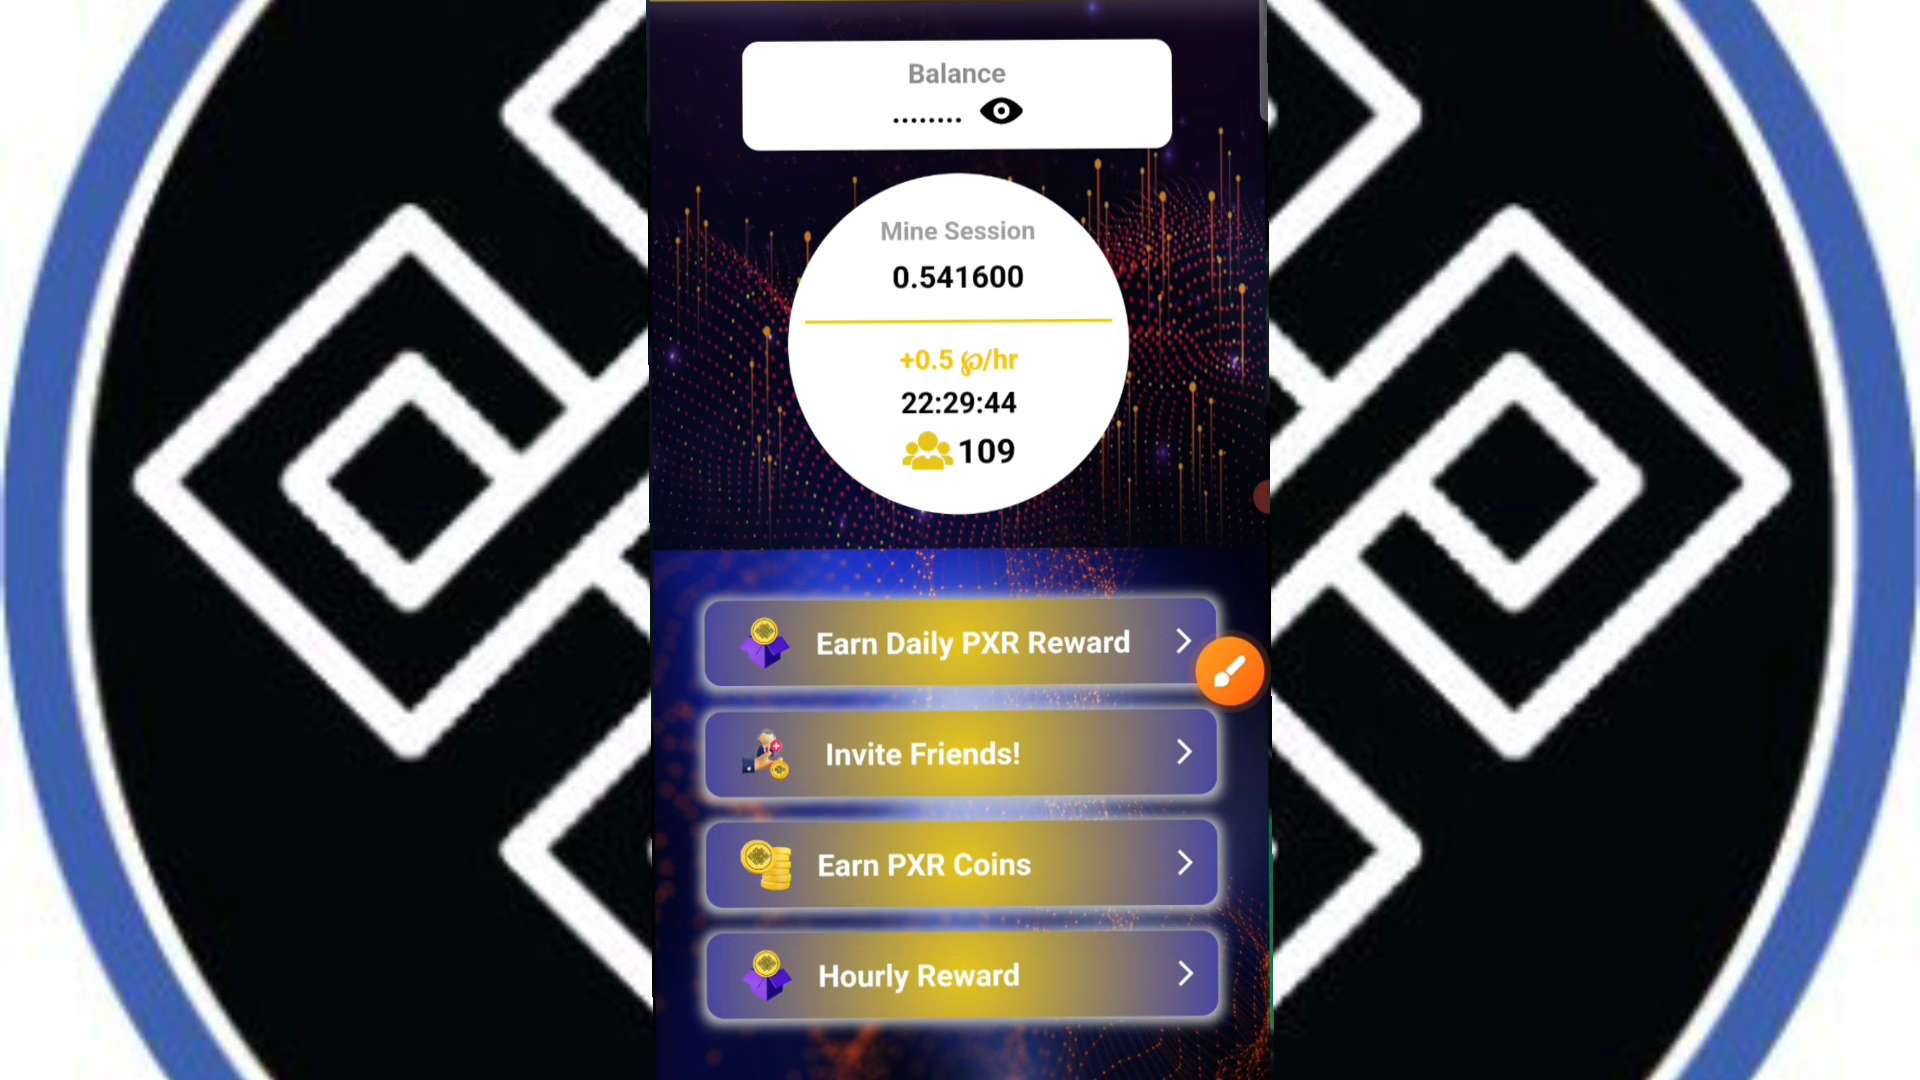 Balance
........
Mine Session
0.541600
+0.5 ℘/hr
22:29:44
109
Earn Daily PXR Reward
Invite Friends!
Earn PXR Coins
Hourly Reward